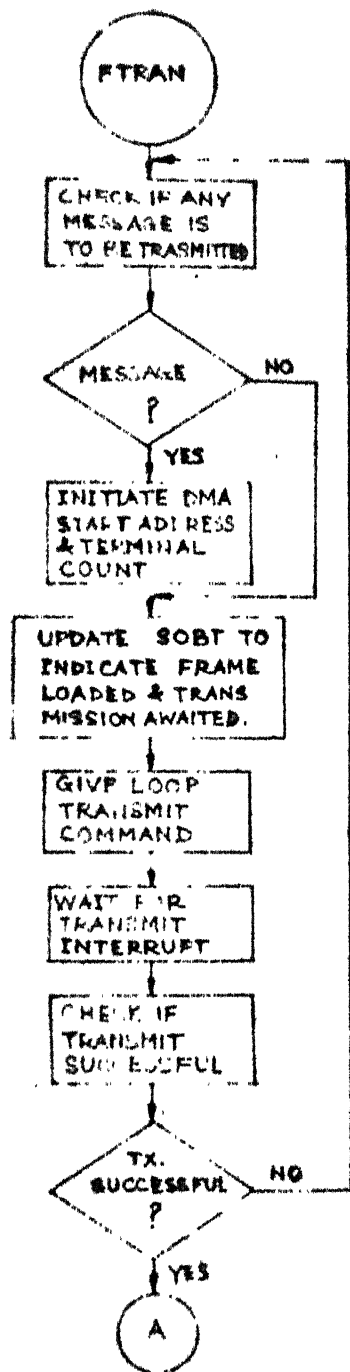 FTRAN
CHECK IF ANY
MESSAGE IS
TO BE TRASMITTED
MESSAGE
?
NO
YES
INITIATE DMA
START ADDRESS
& TERMINAL
COUNT
UPDATE SOBT TO
INDICATE FRAME
LOADED & TRANS
MISSION AWAITED.
GIVE LOOP
TRANSMIT
COMMAND
WAIT FOR
TRANSMIT
INTERRUPT
CHECK IF
TRANSMIT
SUCCESSFUL
TX.
SUCCESSFUL
?
NO
YES
A